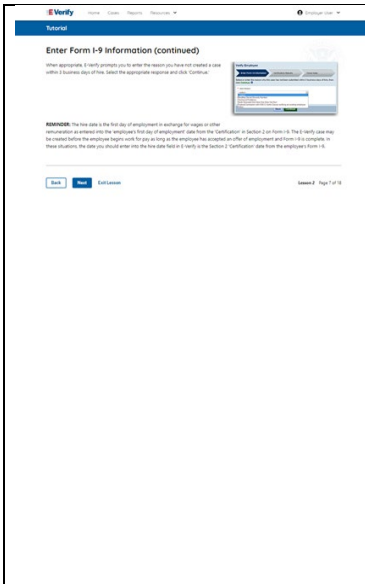 E-Verify Home Cases Reports Resources Employer User
Tutorial
Enter Form I-9 Information (continued)
When appropriate, E-Verify prompts you to enter the reason you have not created a case
within 3 business days of hire. Select the appropriate response and click 'Continue.'
REMINDER: The hire date is the first day of employment in exchange for wages or other
remuneration as entered into the 'employee's first day of employment' date from the 'Certification' in Section 2 on Form I-9. The E-Verify case may
be created before the employee begins work for pay as long as the employee has accepted an offer of employment and Form I-9 is complete. In
these situations, the date you should enter into the hire date field in E-Verify is the Section 2 'Certification' date from the employee's Form I-9.
Back Next Exit Lesson Lesson 2 Page 7 of 18